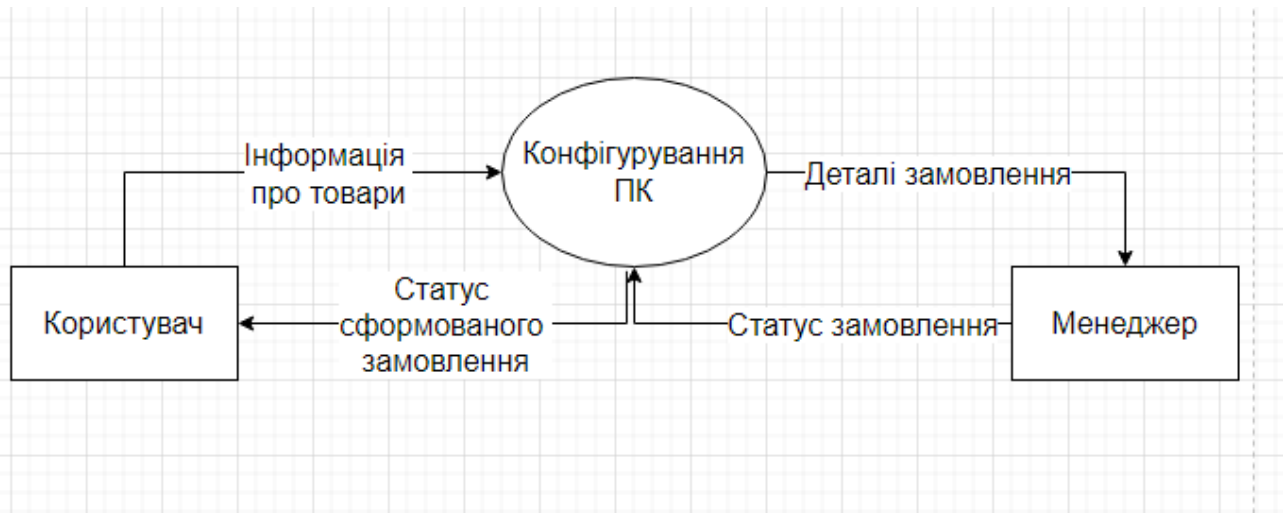 Інформація
про товари
Конфігурування
ПК
Деталі замовлення
Користувач
Статус
сформованого
замовлення
Статус замовлення
Менеджер